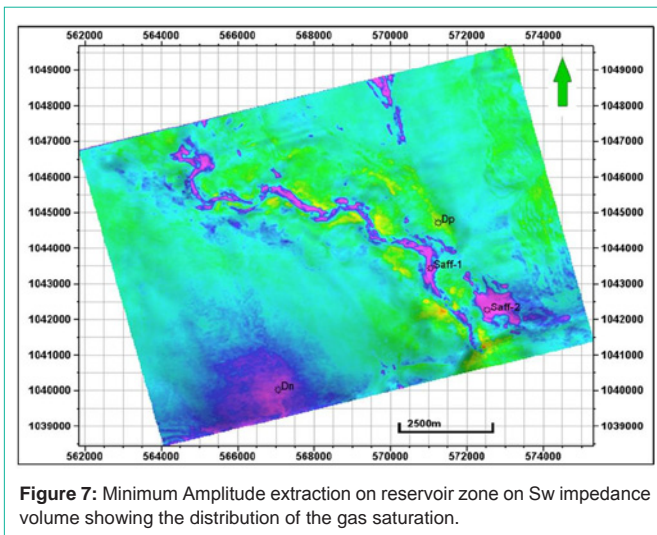 562000 564000 566000 568000 570000 572000 574000
1049000 1049000
1048000 1048000
1047000 1047000
1046000 1046000
1045000 Dp 1045000
1044000 1044000
Saff-1
1043000 1043000
Saff-2
1042000 1042000
1041000 1041000
1040000 Dn 1040000
1039000 2500m 1039000
562000 564000 566000 568000 570000 572000 574000
Figure 7: Minimum Amplitude extraction on reservoir zone on Sw impedance
volume showing the distribution of the gas saturation.